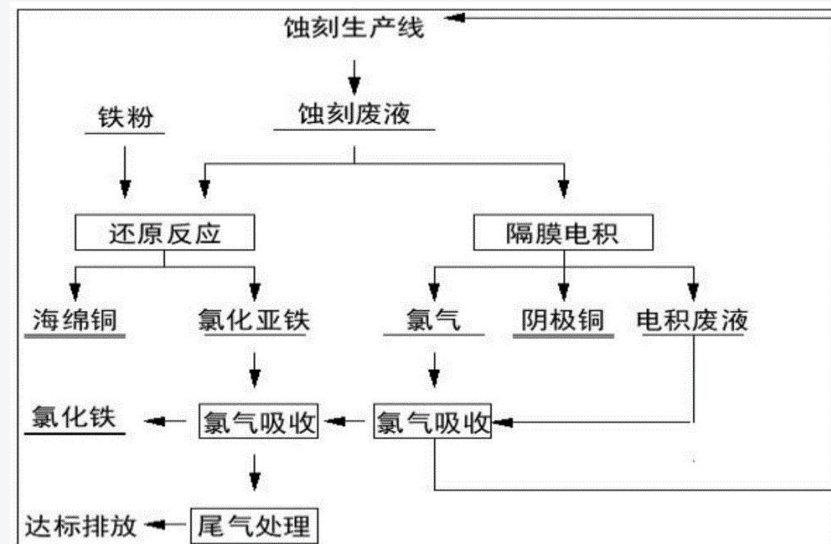 蚀刻生产线
铁粉
蚀刻废液
还原反应
隔膜电积
海绵铜
氯化亚铁
氯气
阴极铜
电积废液
氯化铁
氯气吸收
氯气吸收
达标排放
尾气处理